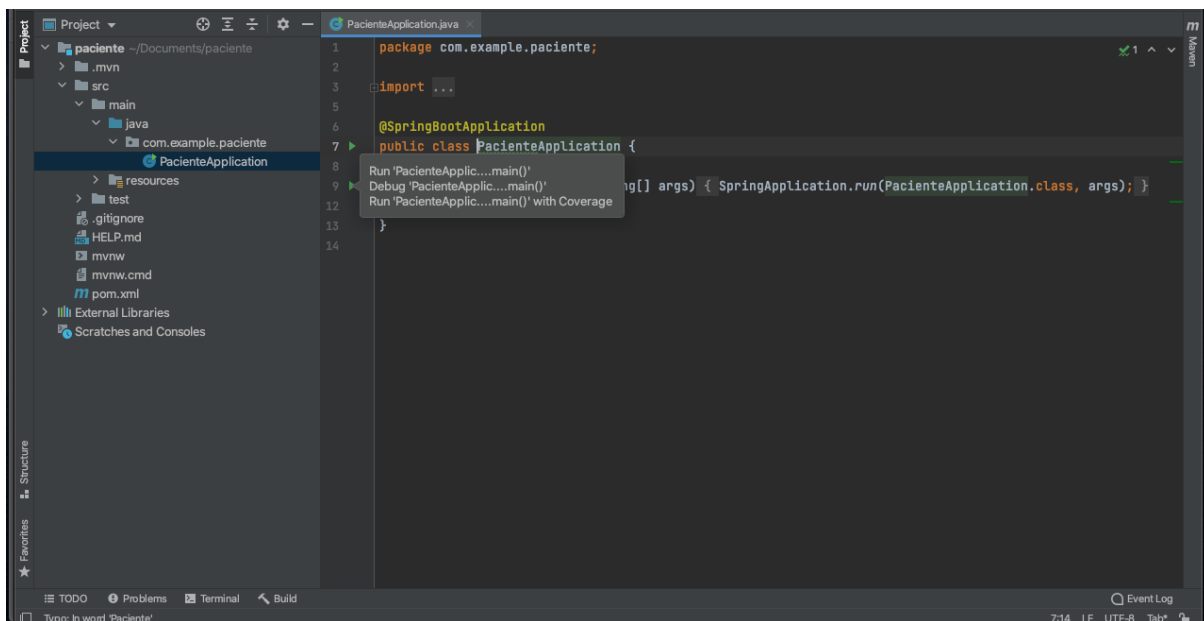 Project
PacienteApplication.java
Project
m
Maven
paciente ~/Documents/paciente
.mvn
src
main
java
com.example.paciente
PacienteApplication
resources
test
.gitignore
HELP.md
mvnw
mvnw.cmd
pom.xml
External Libraries
Scratches and Consoles
1 package com.example.paciente;
1
2
3 import ...
5
6 @SpringBootApplication
7 public class PacienteApplication {
8
Run 'PacienteApplic....main()'
9 ng[] args) { SpringApplication.run(PacienteApplication.class, args); }
Debug 'PacienteApplic....main()'
Run 'PacienteApplic....main()' with Coverage
12
13 }
14
Structure
Favorites
TODO Problems Terminal Build Event Log
Typo: In word 'Paciente' 7:14 LF UTF-8 Tab*